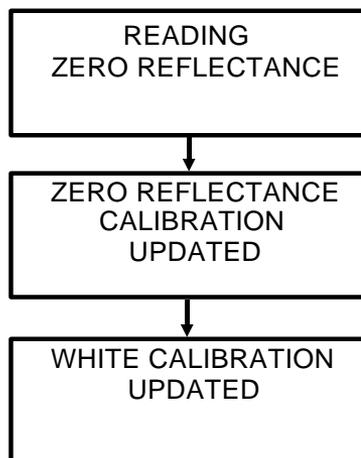 READING
ZERO REFLECTANCE
ZERO REFLECTANCE
CALIBRATION
UPDATED
WHITE CALIBRATION
UPDATED